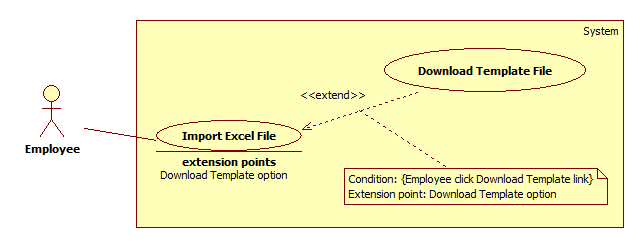 System
Download Template File
<<extend>>
Import Excel File
Employee
extension points
Download Template option
Condition: {Employee click Download Template link}
Extension point: Download Template option